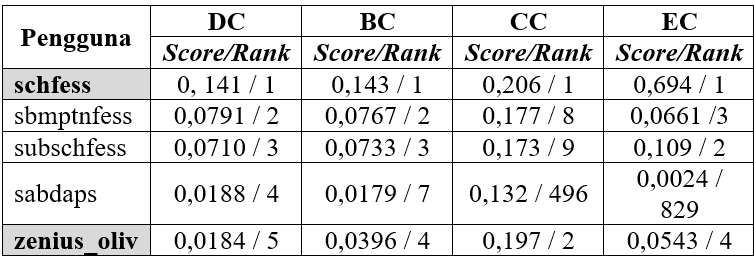 Pengguna DC BC CC EC
Score/Rank Score/Rank Score/Rank Score/Rank
schfess 0, 141 / 1 0,143 / 1 0,206 / 1 0,694 / 1
sbmptnfess 0,0791 / 2 0,0767 / 2 0,177 / 8 0,0661 /3
subschfess 0,0710 / 3 0,0733 / 3 0,173 / 9 0,109 / 2
sabdaps 0,0188 / 4 0,0179 / 7 0,132 / 496 0,0024 /
829
zenius_oliv 0,0184 / 5 0,0396 / 4 0,197 / 2 0,0543 / 4